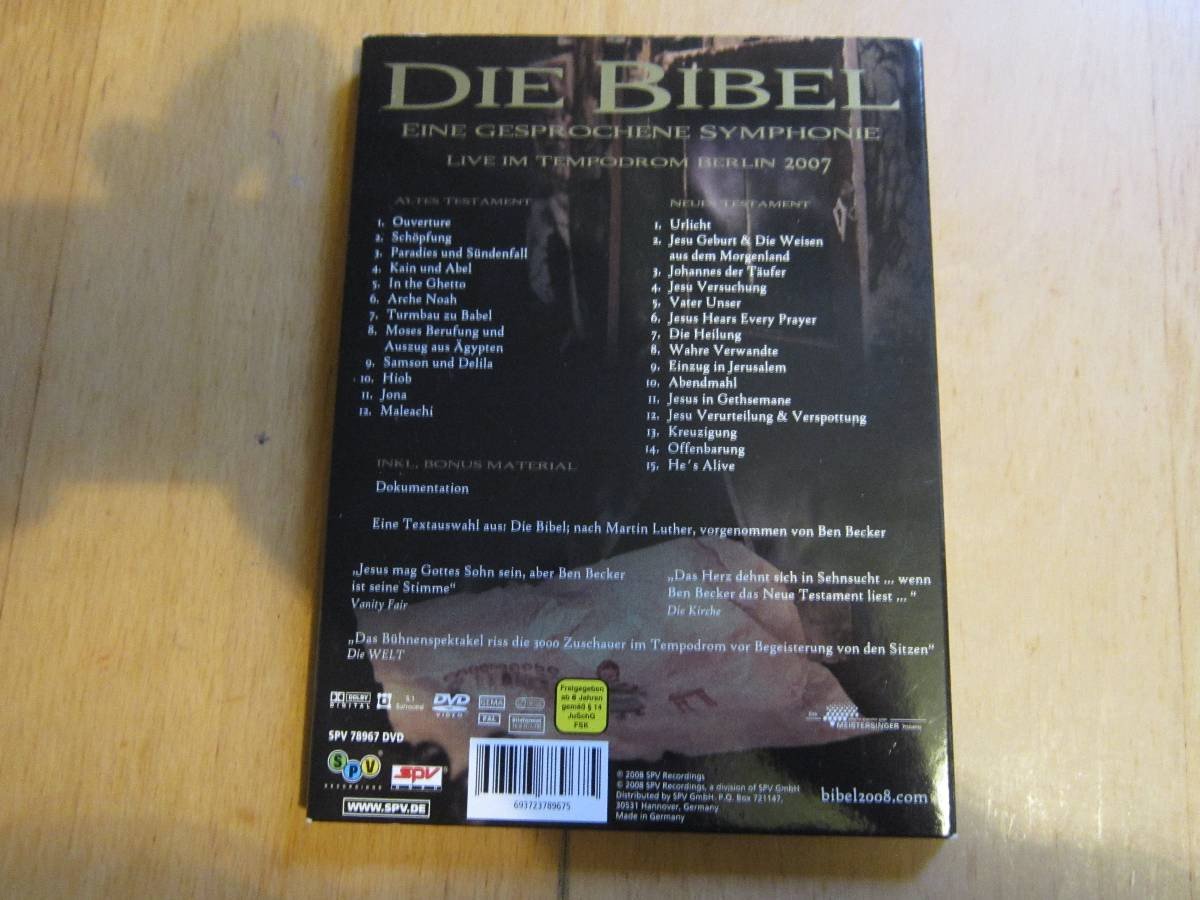 DIE BIBEL
EINE GESPROCHENE SYMPHONIE
LIVE IM TEMPODROM BERLIN 2007
ALTES TESTAMENT
1. Ouverture
2. Schöpfung
3. Paradies und Sündenfall
4. Kain und Abel
5. In the Ghetto
6. Arche Noah
7. Turmbau zu Babel
8. Moses Berufung und
Auszug aus Ägypten
9. Samson und Delila
10. Hiob
11. Jona
12. Maleachi
NEUES TESTAMENT
1. Urlicht
2. Jesu Geburt & Die Weisen
aus dem Morgenland
3. Johannes der Täufer
4. Jesu Versuchung
5. Vater Unser
6. Jesus Hears Every Prayer
7. Die Heilung
8. Wahre Verwandte
9. Einzug in Jerusalem
10. Abendmahl
11. Jesus in Gethsemane
12. Jesu Verurteilung & Verspottung
13. Kreuzigung
14. Offenbarung
15. He's Alive
INKL. BONUS MATERIAL
Dokumentation
Eine Textauswahl aus: Die Bibel; nach Martin Luther, vorgenommen von Ben Becker
„Jesus mag Gottes Sohn sein, aber Ben Becker
ist seine Stimme“
Vanity Fair
„Das Herz dehnt sich in Sehnsucht ... wenn
Ben Becker das Neue Testament liest ... “
Die Kirche
„Das Bühnenspektakel riss die 3000 Zuschauer im Tempodrom vor Begeisterung von den Sitzen“
Die WELT
DOLBY
DIGITAL
5.1
Surround
DVD
VIDEO
GEMA
PAL
Freigegeben
ab 6 Jahren
gemäß § 14
JuSchG
FSK
MEISTERSINGER
SPV 78967 DVD
SPV
RECORDINGS
SPV
WWW.SPV.DE
693723789675
℗ 2008 SPV Recordings
© 2008 SPV Recordings, a division of SPV GmbH
Distributed by SPV GmbH. P.O. Box 721147,
30531 Hannover, Germany
Made in Germany
bibel2008.com